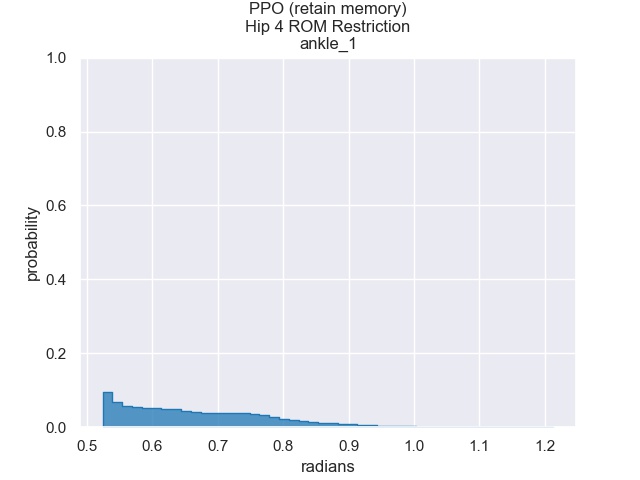 PPO (retain memory)
Hip 4 ROM Restriction
ankle_1
1.0
0.8
0.6
0.4
0.2
0.0
probability
0.5 0.6 0.7 0.8 0.9 1.0 1.1 1.2
radians